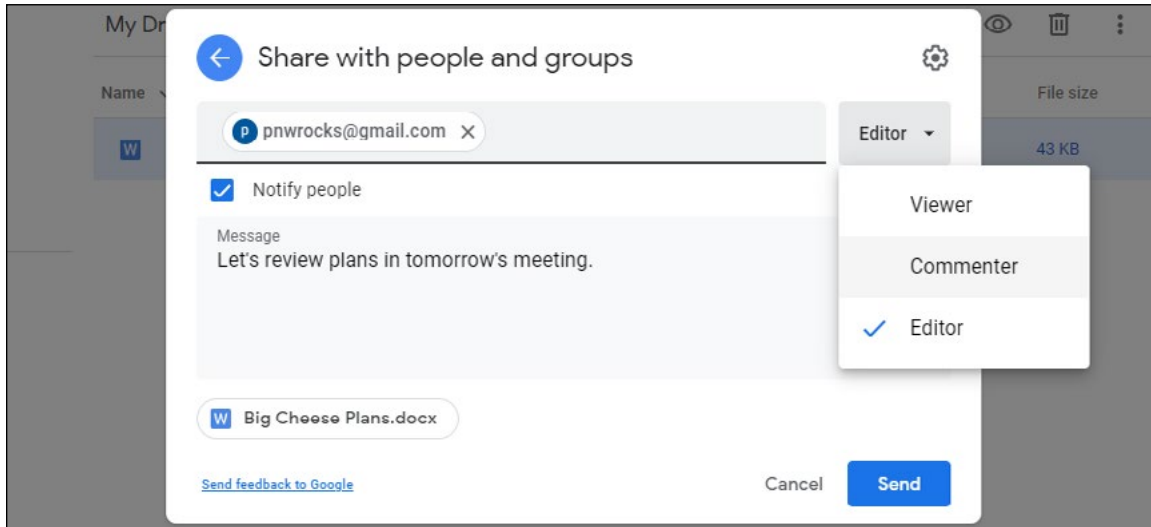 My Dr
Share with people and groups
Name
File size
p pnwrocks@gmail.com
Editor
W
43 KB
Notify people
Viewer
Message
Let's review plans in tomorrow's meeting.
Commenter
Editor
W Big Cheese Plans.docx
Send feedback to Google
Cancel
Send